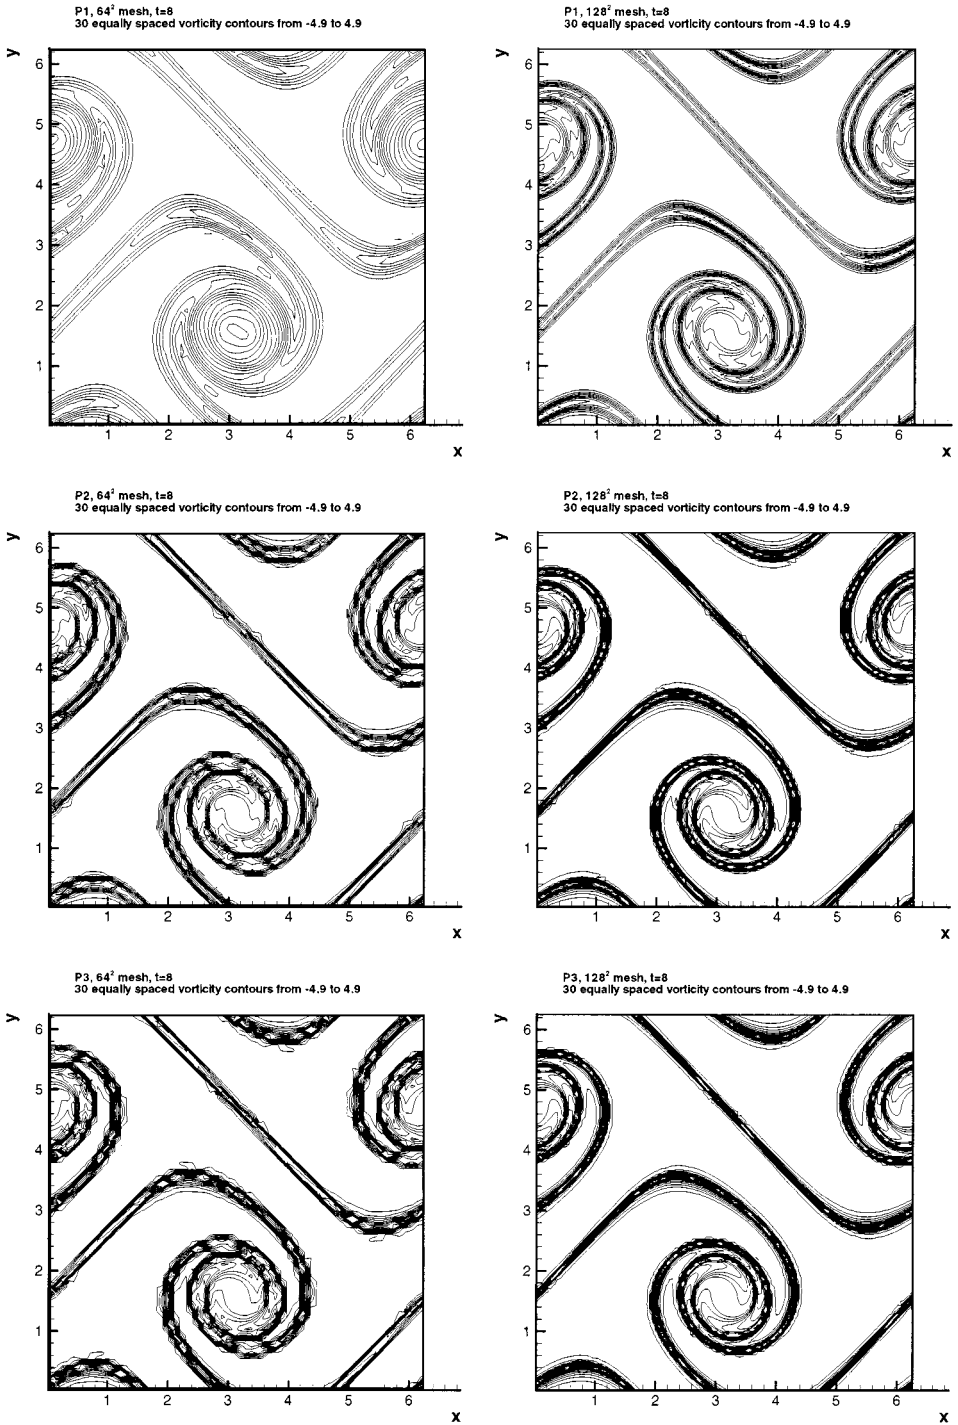 P1, 64² mesh, t=8
30 equally spaced vorticity contours from -4.9 to 4.9
y
6
5
4
3
2
1
1 2 3 4 5 6
x
P1, 128² mesh, t=8
30 equally spaced vorticity contours from -4.9 to 4.9
y
6
5
4
3
2
1
1 2 3 4 5 6
x
P2, 64² mesh, t=8
30 equally spaced vorticity contours from -4.9 to 4.9
y
6
5
4
3
2
1
1 2 3 4 5 6
x
P2, 128² mesh, t=8
30 equally spaced vorticity contours from -4.9 to 4.9
y
6
5
4
3
2
1
1 2 3 4 5 6
x
P3, 64² mesh, t=8
30 equally spaced vorticity contours from -4.9 to 4.9
y
6
5
4
3
2
1
1 2 3 4 5 6
x
P3, 128² mesh, t=8
30 equally spaced vorticity contours from -4.9 to 4.9
y
6
5
4
3
2
1
1 2 3 4 5 6
x